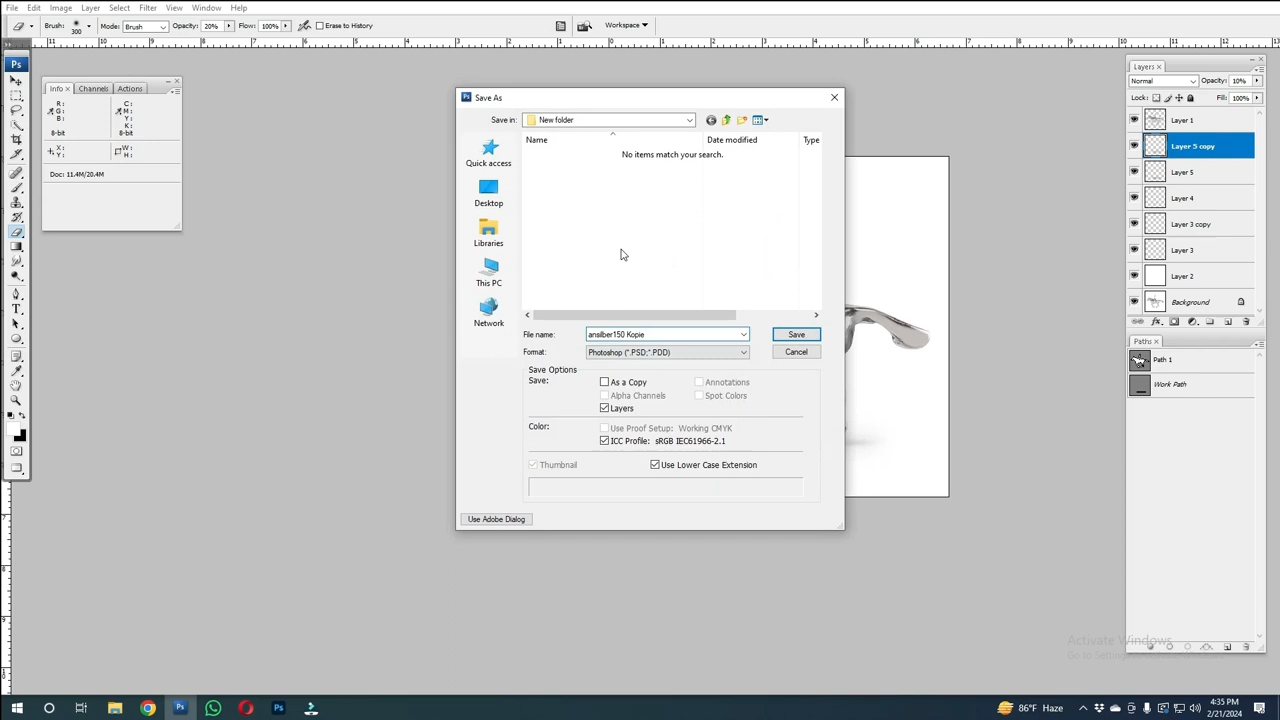 File Edit Image Layer Select Filter View Window Help
Brush: 300 Mode: Brush Opacity: 20% Flow: 100% Erase to History Workspace
Ps
Info Channels Actions
R: G: B: C: M: Y: K:
8-bit 8-bit
X: Y: W: H:
Doc: 11.4M/20.4M
Save As
Save in: New folder
Name Date modified Type
No items match your search.
Quick access
Desktop
Libraries
This PC
Network
File name: ansilber150 Kopie Save
Format: Photoshop (*.PSD;*.PDD) Cancel
Save Options
Save: As a Copy Annotations
Alpha Channels Spot Colors
Layers
Color: Use Proof Setup: Working CMYK
ICC Profile: sRGB IEC61966-2.1
Thumbnail Use Lower Case Extension
Use Adobe Dialog
Layers
Normal Opacity: 10%
Lock: Fill: 100%
Layer 1
Layer 5 copy
Layer 5
Layer 4
Layer 3 copy
Layer 3
Layer 2
Background
Paths
Path 1
Work Path
Activate Windows
86°F Haze 4:35 PM
2/21/2024